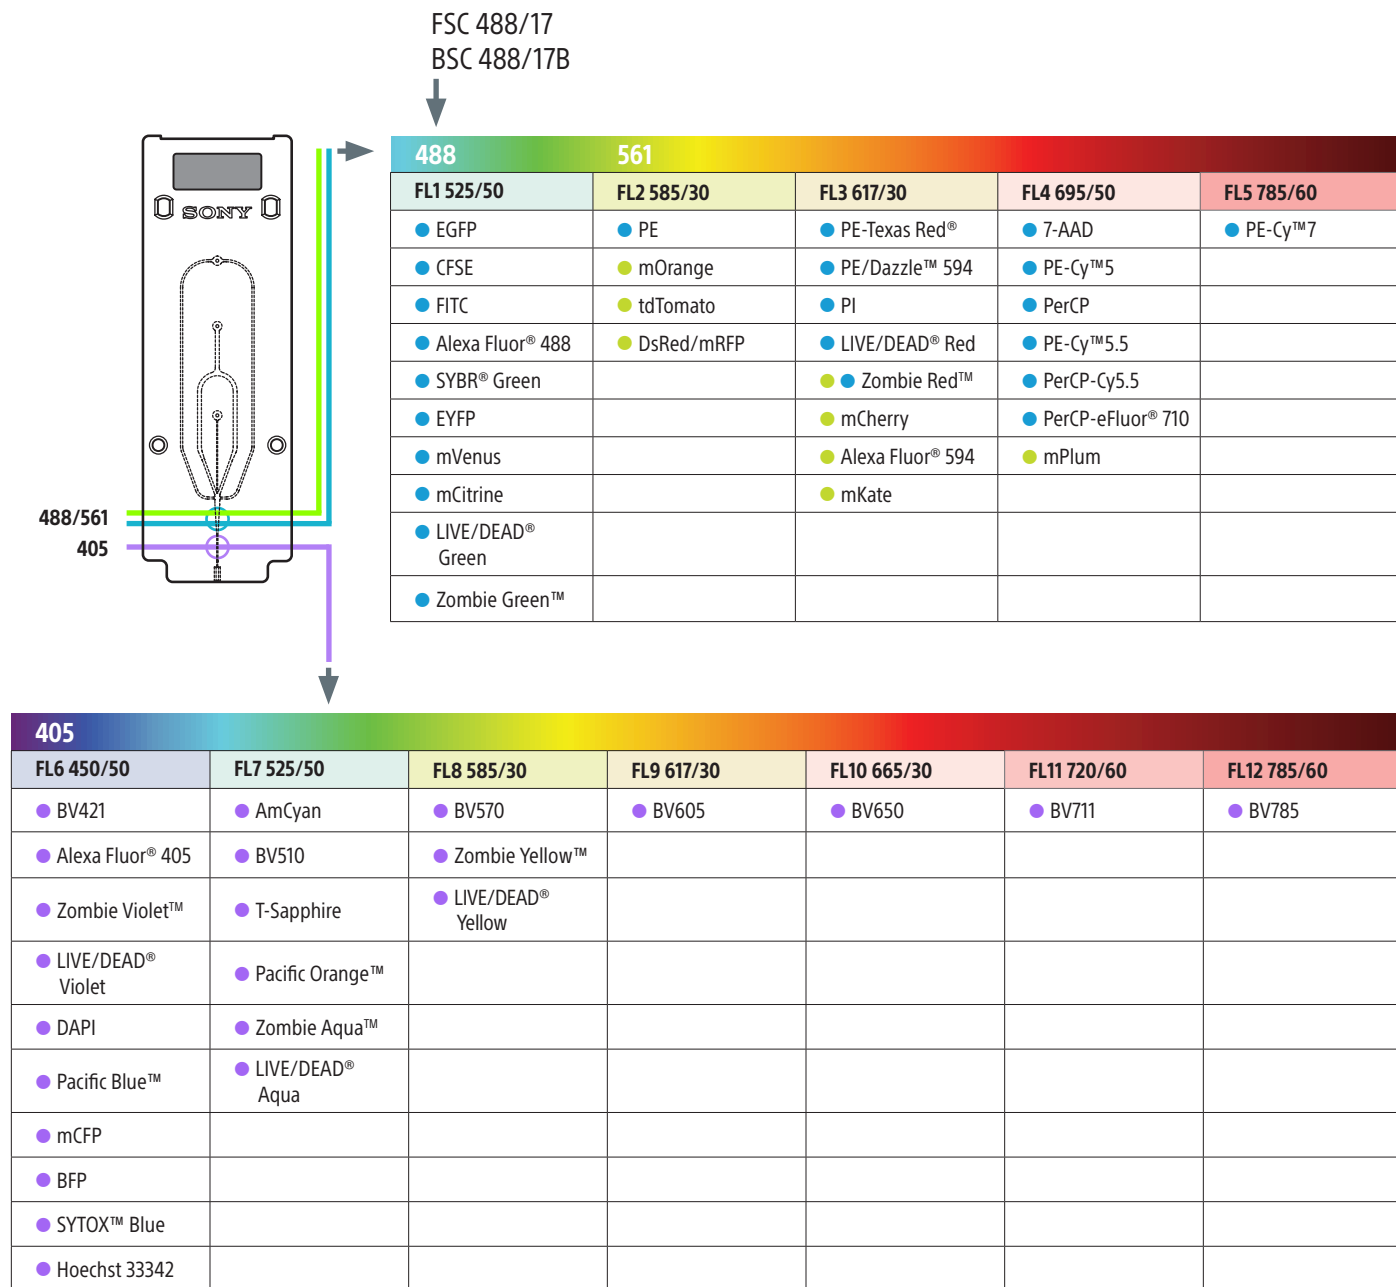 FSC 488/17
BSC 488/17B
SONY
488/561
405
488 561
FL1 525/50 FL2 585/30 FL3 617/30 FL4 695/50 FL5 785/60
EGFP PE PE-Texas Red® 7-AAD PE-Cy™7
CFSE mOrange PE/Dazzle™ 594 PE-Cy™5
FITC tdTomato PI PerCP
Alexa Fluor® 488 DsRed/mRFP LIVE/DEAD® Red PE-Cy™5.5
SYBR® Green Zombie Red™ PerCP-Cy5.5
EYFP mCherry PerCP-eFluor® 710
mVenus Alexa Fluor® 594 mPlum
mCitrine mKate
LIVE/DEAD®
Green
Zombie Green™
405
FL6 450/50 FL7 525/50 FL8 585/30 FL9 617/30 FL10 665/30 FL11 720/60 FL12 785/60
BV421 AmCyan BV570 BV605 BV650 BV711 BV785
Alexa Fluor® 405 BV510 Zombie Yellow™
Zombie Violet™ T-Sapphire LIVE/DEAD®
Yellow
LIVE/DEAD®
Violet Pacific Orange™
DAPI Zombie Aqua™
Pacific Blue™ LIVE/DEAD®
Aqua
mCFP
BFP
SYTOX™ Blue
Hoechst 33342